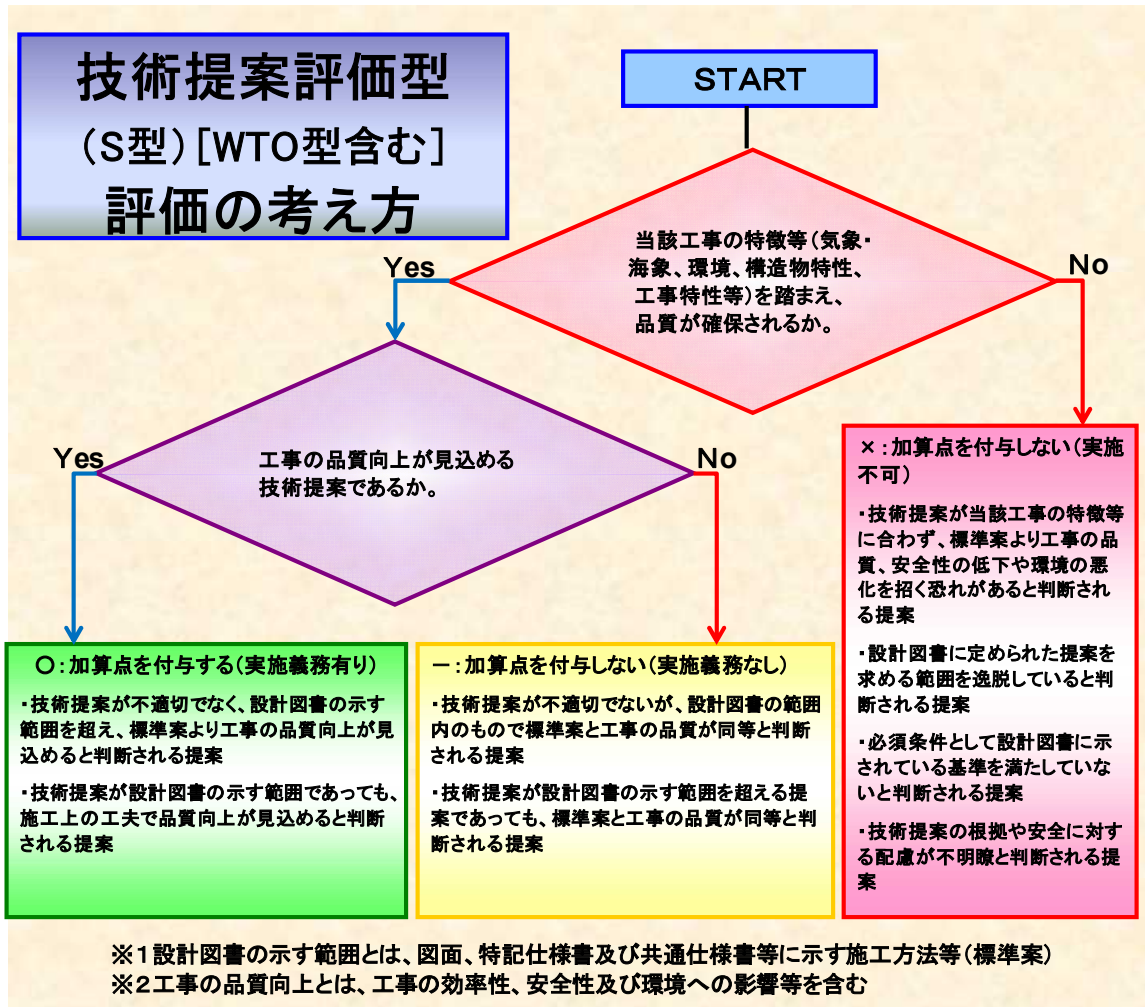 技術提案評価型
（S型）[WTO型含む]
評価の考え方
START
当該工事の特徴等（気象・
海象、環境、構造物特性、
工事特性等）を踏まえ、
品質が確保されるか。
Yes
No
工事の品質向上が見込める
技術提案であるか。
Yes
No
○：加算点を付与する（実施義務有り）
・技術提案が不適切でなく、設計図書の示す
範囲を超え、標準案より工事の品質向上が見
込めると判断される提案
・技術提案が設計図書の示す範囲であっても、
施工上の工夫で品質向上が見込めると判断
される提案
－：加算点を付与しない（実施義務なし）
・技術提案が不適切でないが、設計図書の範囲
内のもので標準案と工事の品質が同等と判断
される提案
・技術提案が設計図書の示す範囲を超える提
案であっても、標準案と工事の品質が同等と判
断される提案
×：加算点を付与しない（実施
不可）
・技術提案が当該工事の特徴等
に合わず、標準案より工事の品
質、安全性の低下や環境の悪
化を招く恐れがあると判断され
る提案
・設計図書に定められた提案を
求める範囲を逸脱していると判
断される提案
・必須条件として設計図書に示
されている基準を満たしていな
いと判断される提案
・技術提案の根拠や安全に対す
る配慮が不明瞭と判断される提
案
※１設計図書の示す範囲とは、図面、特記仕様書及び共通仕様書等に示す施工方法等（標準案）
※２工事の品質向上とは、工事の効率性、安全性及び環境への影響等を含む